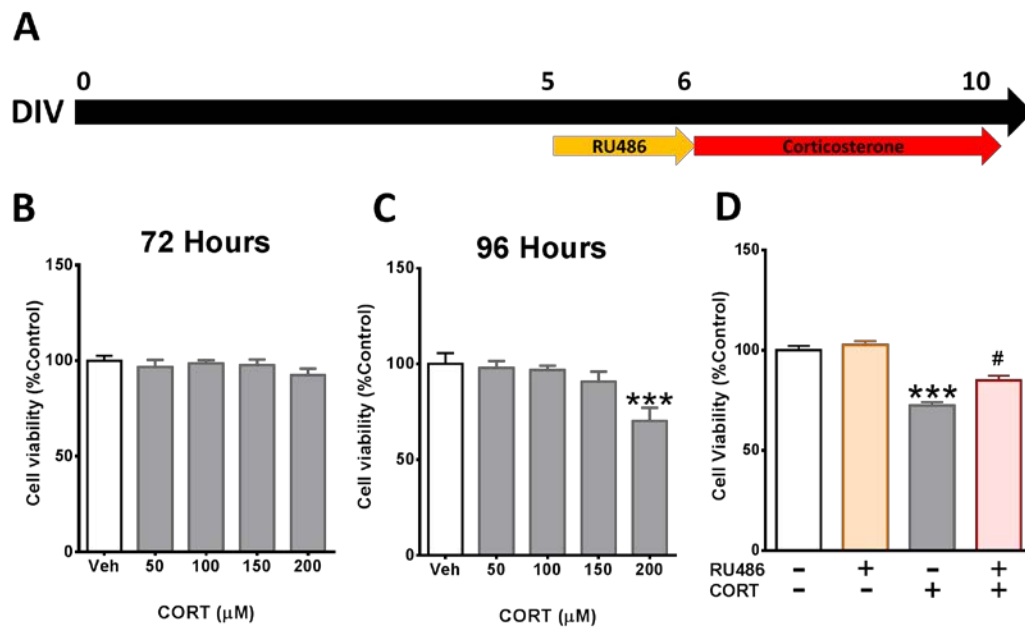 A
0 5 6 10
DIV
RU486 Corticosterone
B
72 Hours
150
100
50
0
Cell viability (%Control)
Veh 50 100 150 200
CORT (μM)
C
96 Hours
150
100
50
0
Cell viability (%Control)
***
Veh 50 100 150 200
CORT (μM)
D
150
100
50
0
Cell Viability (%Control)
***
#
RU486 - + - +
CORT - - + +